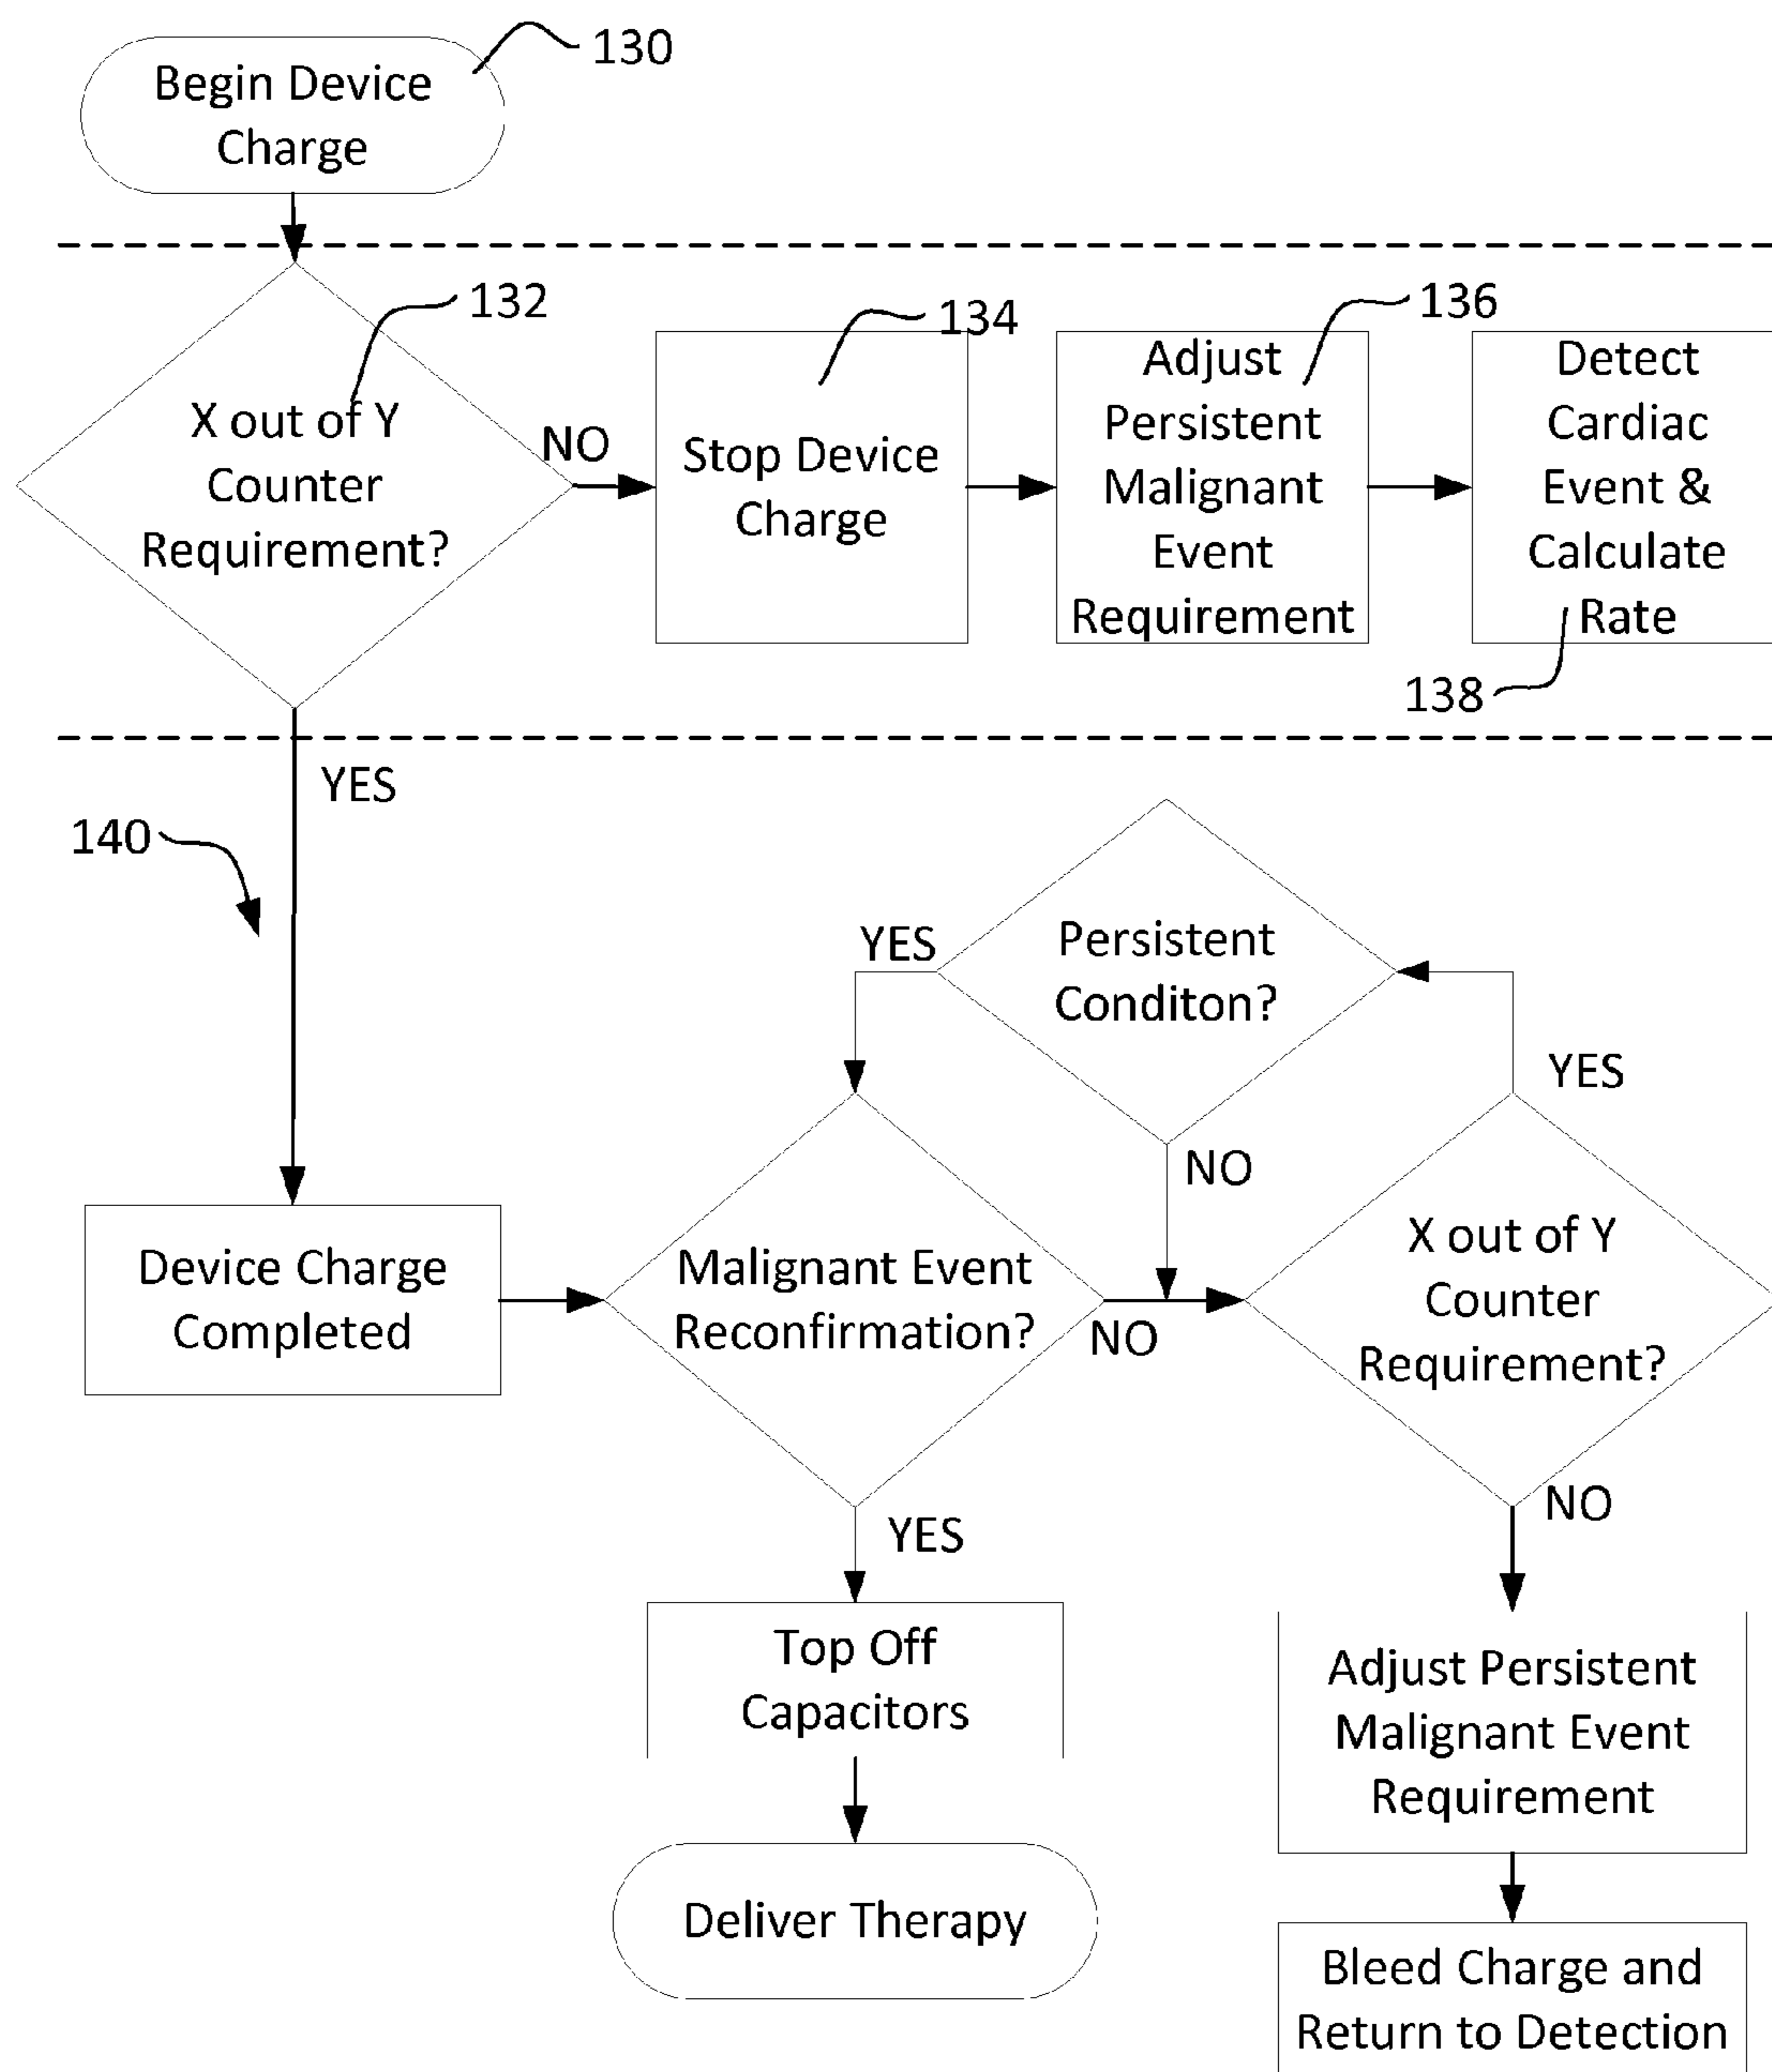 Begin Device
Charge
130
132
X out of Y
Counter
Requirement?
NO
134
Stop Device
Charge
136
Adjust
Persistent
Malignant
Event
Requirement
Detect
Cardiac
Event &
Calculate
Rate
138
YES
140
Persistent
Conditon?
YES
NO
YES
Device Charge
Completed
Malignant Event
Reconfirmation?
NO
X out of Y
Counter
Requirement?
YES
NO
Top Off
Capacitors
Adjust Persistent
Malignant Event
Requirement
Deliver Therapy
Bleed Charge and
Return to Detection